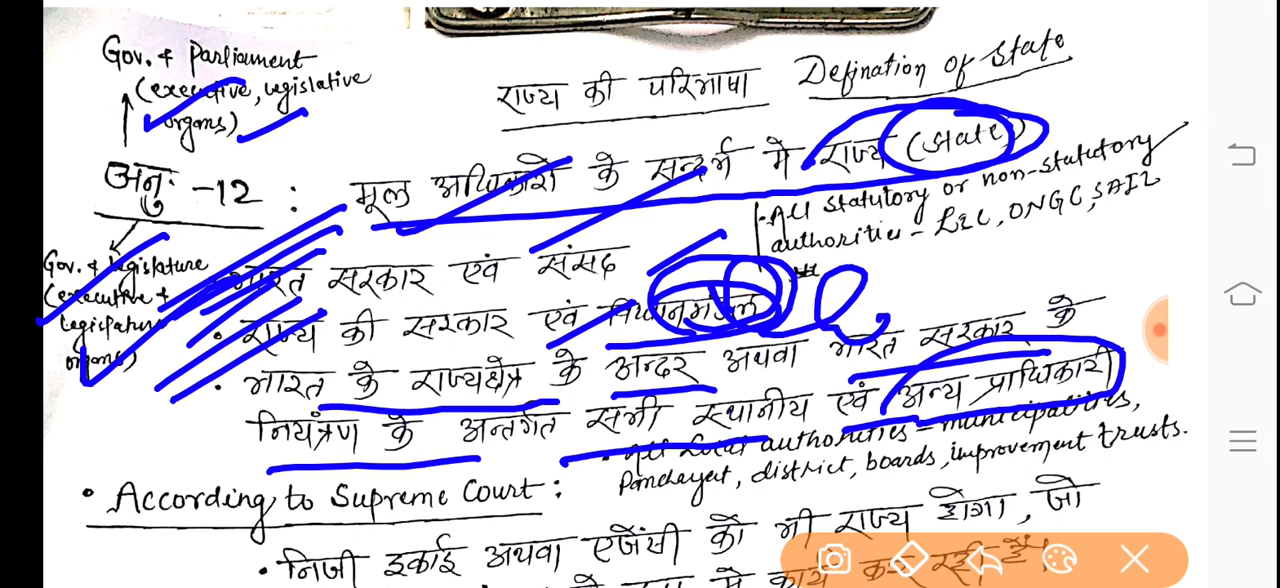 Gov. & Parliament
(executive, legislative
organs)
राज्य की परिभाषा Defination of State
अनु. -12 : मूल अधिकारों के सन्दर्भ में राज्य (State)
All statutory or non-statutory
authorities - LIC, ONGC, SAIL
Gov. & legislature
(executive &
legislature
organs)
भारत सरकार एवं संसद
• राज्य की सरकार एवं विधानमंडल
• भारत के राज्यक्षेत्र के अन्दर अथवा भारत सरकार के
नियंत्रण के अन्तर्गत सभी स्थानीय एवं अन्य प्राधिकारी
• All local authorities = municipalities,
Panchayat, district, boards, improvement trusts.
• According to Supreme Court :
• निजी इकाई अथवा एजेंसी को भी राज्य होगा, जो
में कार्य कर रही है